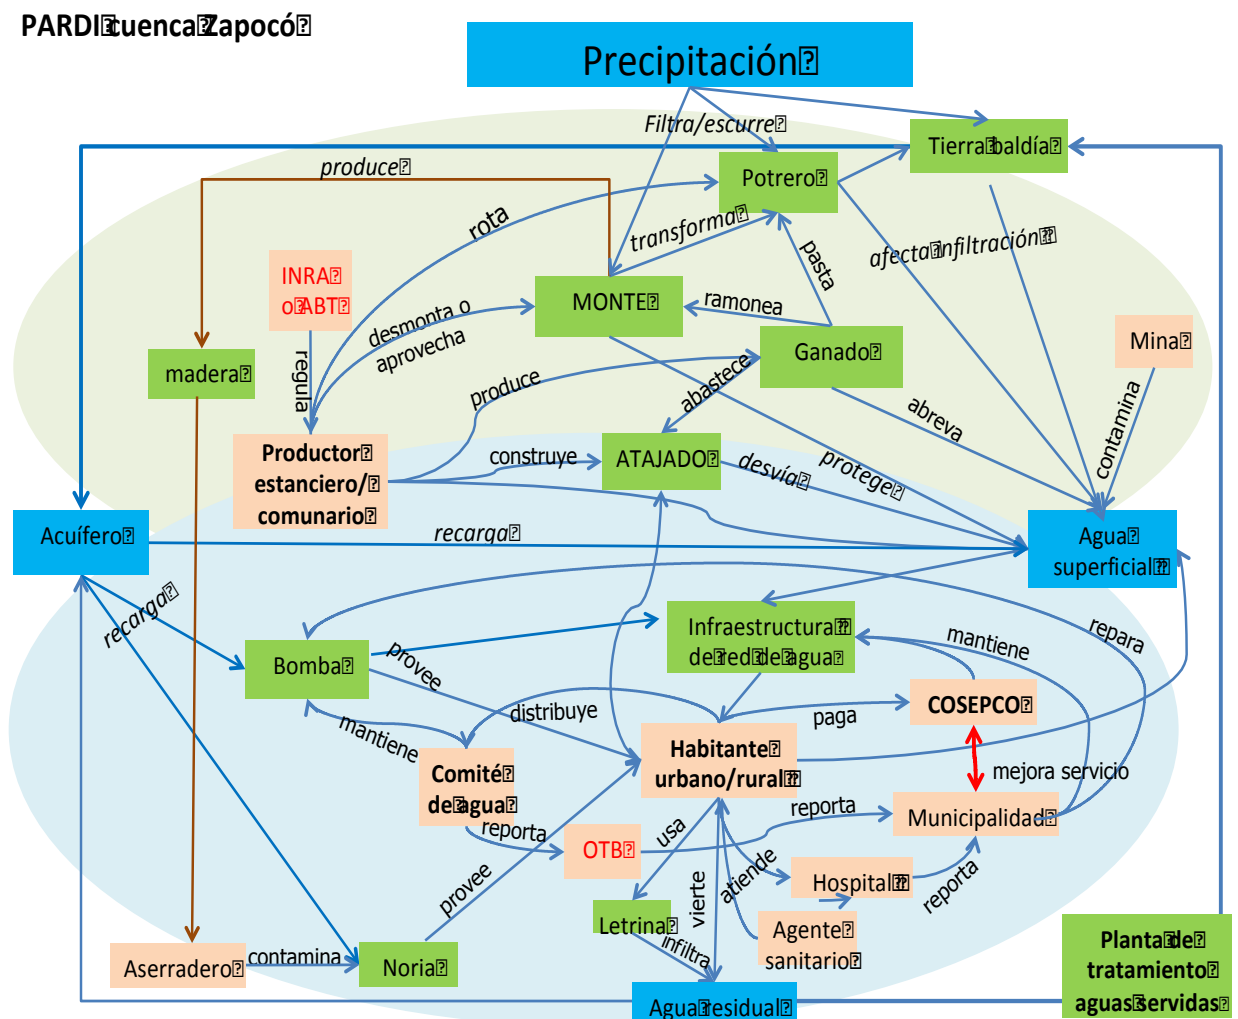 PARDI cuenca Zapocó
Precipitación
Filtra/escurre
Tierra baldía
produce
Potrero
rota
transforma
pasta
afecta infiltración
INRA
o ABT
MONTE
ramonea
desmonta o
aprovecha
Mina
Ganado
regula
madera
produce
abastece
abreva
contamina
Productor
estanciero/
comunario
construye
ATAJADO
desvía
protege
Acuífero
recarga
Agua
superficial
recarga
Infraestructura
de red de agua
mantiene
repara
Bomba
provee
distribuye
paga
COSEPCO
mantiene
Comité
de agua
Habitante
urbano/rural
mejora servicio
reporta
reporta
Municipalidad
usa
OTB
provee
vierte
atiende
Hospital
reporta
Letrina
infiltra
Agente
sanitario
Planta de
tratamiento
aguas servidas
Aserradero
contamina
Noria
Agua residual